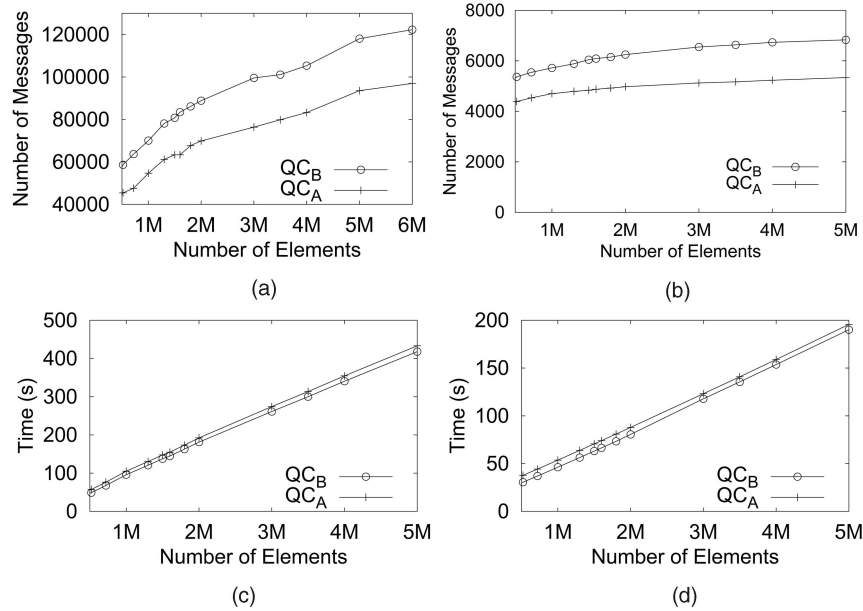 Number of Messages
120000
100000
80000
60000
40000
QC_B
QC_A
1M 2M 3M 4M 5M 6M
Number of Elements
(a)
Number of Messages
8000
6000
4000
2000
0
QC_B
QC_A
1M 2M 3M 4M 5M
Number of Elements
(b)
Time (s)
500
400
300
200
100
0
QC_B
QC_A
1M 2M 3M 4M 5M
Number of Elements
(c)
Time (s)
200
150
100
50
0
QC_B
QC_A
1M 2M 3M 4M 5M
Number of Elements
(d)